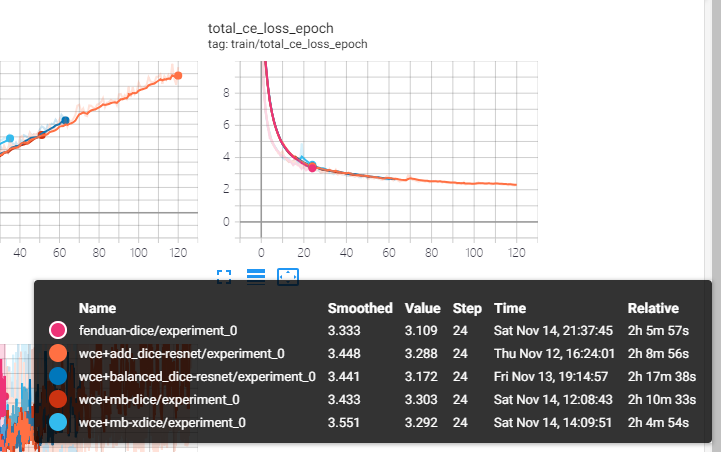 total_ce_loss_epoch
tag: train/total_ce_loss_epoch
8
6
4
2
0
40 60 80 100 120
-20 0 20 40 60 80 100 120
Name Smoothed Value Step Time Relative
fenduan-dice/experiment_0 3.333 3.109 24 Sat Nov 14, 21:37:45 2h 5m 57s
wce+add_dice-resnet/experiment_0 3.448 3.288 24 Thu Nov 12, 16:24:01 2h 8m 56s
wce+balanced_dice-resnet/experiment_0 3.441 3.172 24 Fri Nov 13, 19:14:57 2h 17m 38s
wce+mb-dice/experiment_0 3.433 3.303 24 Sat Nov 14, 12:08:43 2h 10m 33s
wce+mb-xdice/experiment_0 3.551 3.292 24 Sat Nov 14, 14:09:51 2h 4m 54s